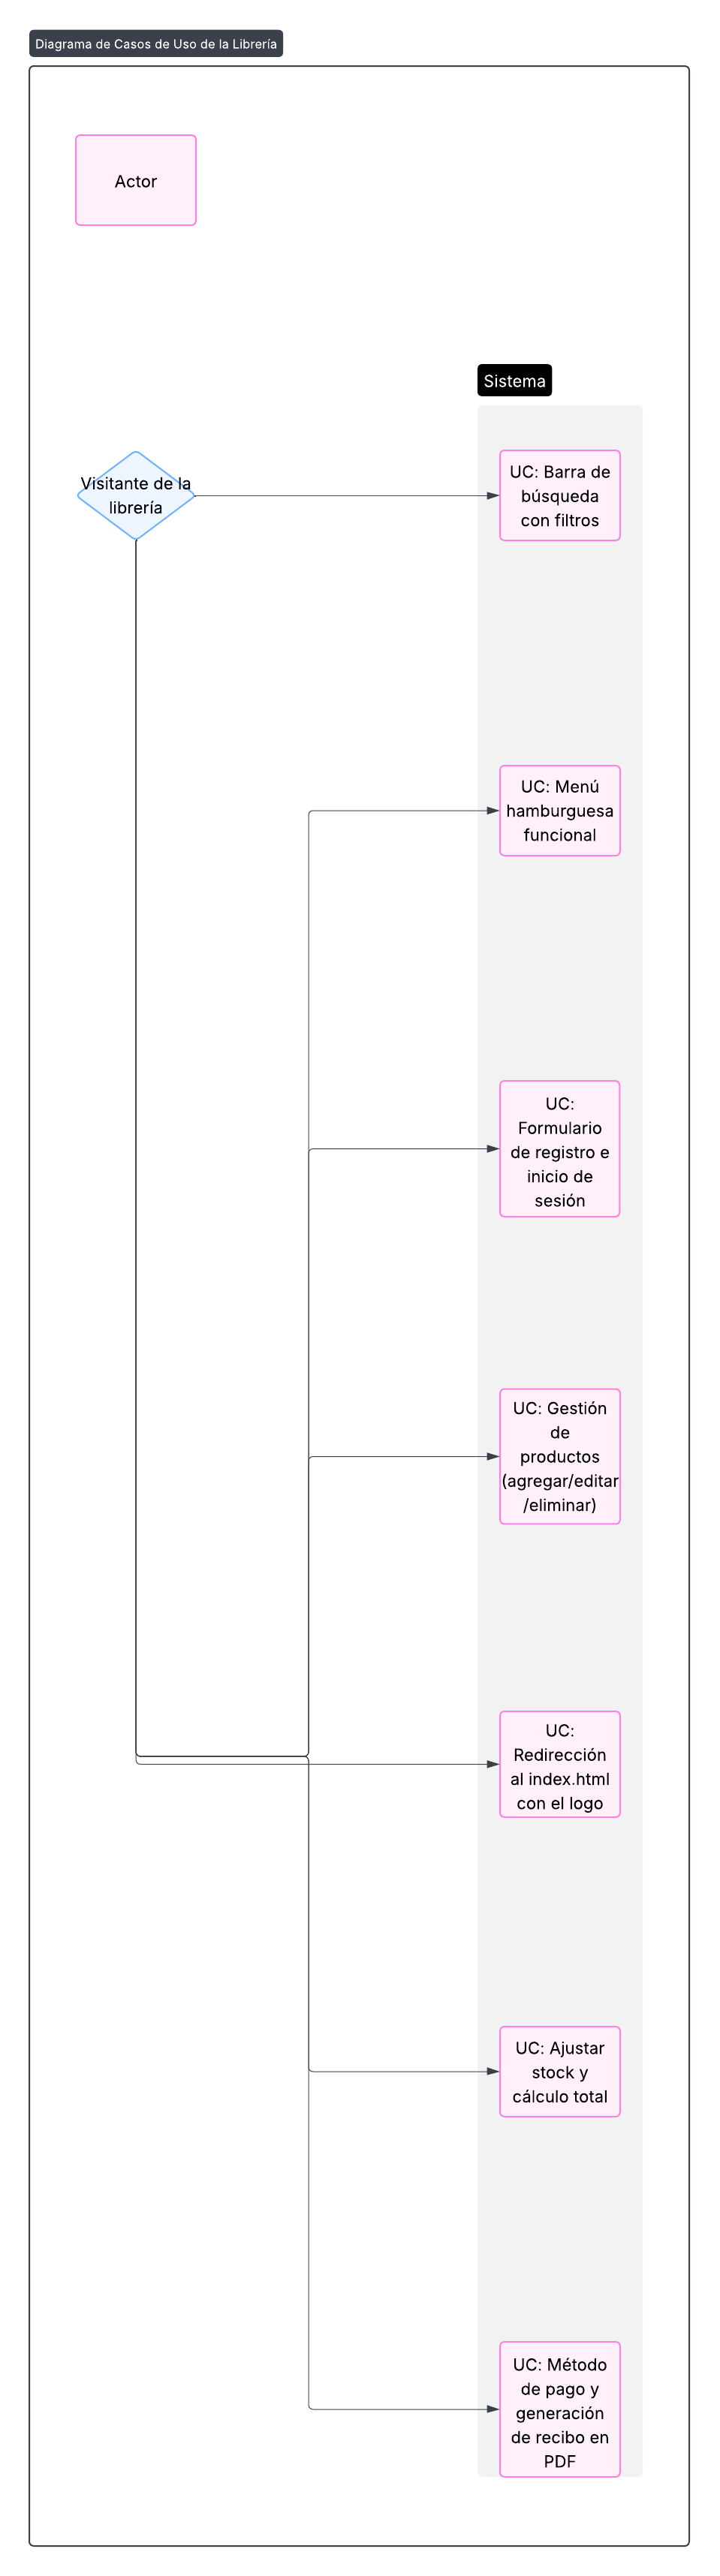 Diagrama de Casos de Uso de la Librería
Actor
Sistema
Visitante de la
librería
UC: Barra de
búsqueda
con filtros
UC: Menú
hamburguesa
funcional
UC:
Formulario
de registro e
inicio de
sesión
UC: Gestión
de
productos
(agregar/editar
/eliminar)
UC:
Redirección
al index.html
con el logo
UC: Ajustar
stock y
cálculo total
UC: Método
de pago y
generación
de recibo en
PDF